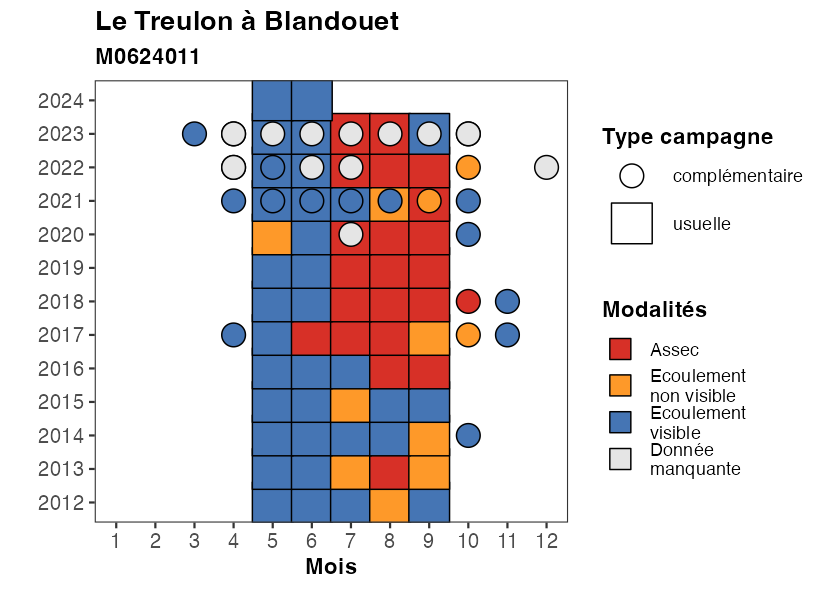 Le Treulon à Blandouet
M0624011
2024
2023
2022
2021
2020
2019
2018
2017
2016
2015
2014
2013
2012
1 2 3 4 5 6 7 8 9 10 11 12
Mois
Type campagne
complémentaire
usuelle
Modalités
Assec
Ecoulement
non visible
Ecoulement
visible
Donnée
manquante